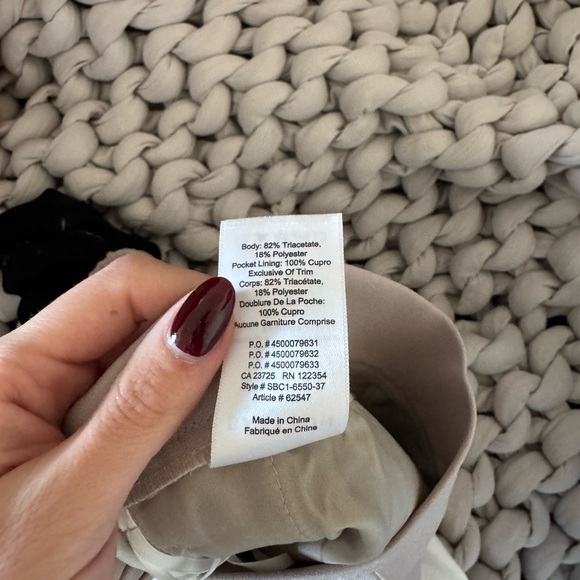 Body: 82% Triacetate,
18% Polyester
Pocket Lining: 100% Cupro
Exclusive Of Trim
Corps: 82% Triacétate,
18% Polyester
Doublure De La Poche:
100% Cupro
Aucune Garniture Comprise
P.O. # 4500079631
P.O. # 4500079632
P.O. # 4500079633
CA 23725 RN 122354
Style # SBC1-6550-37
Article # 62547
Made in China
Fabriqué en Chine